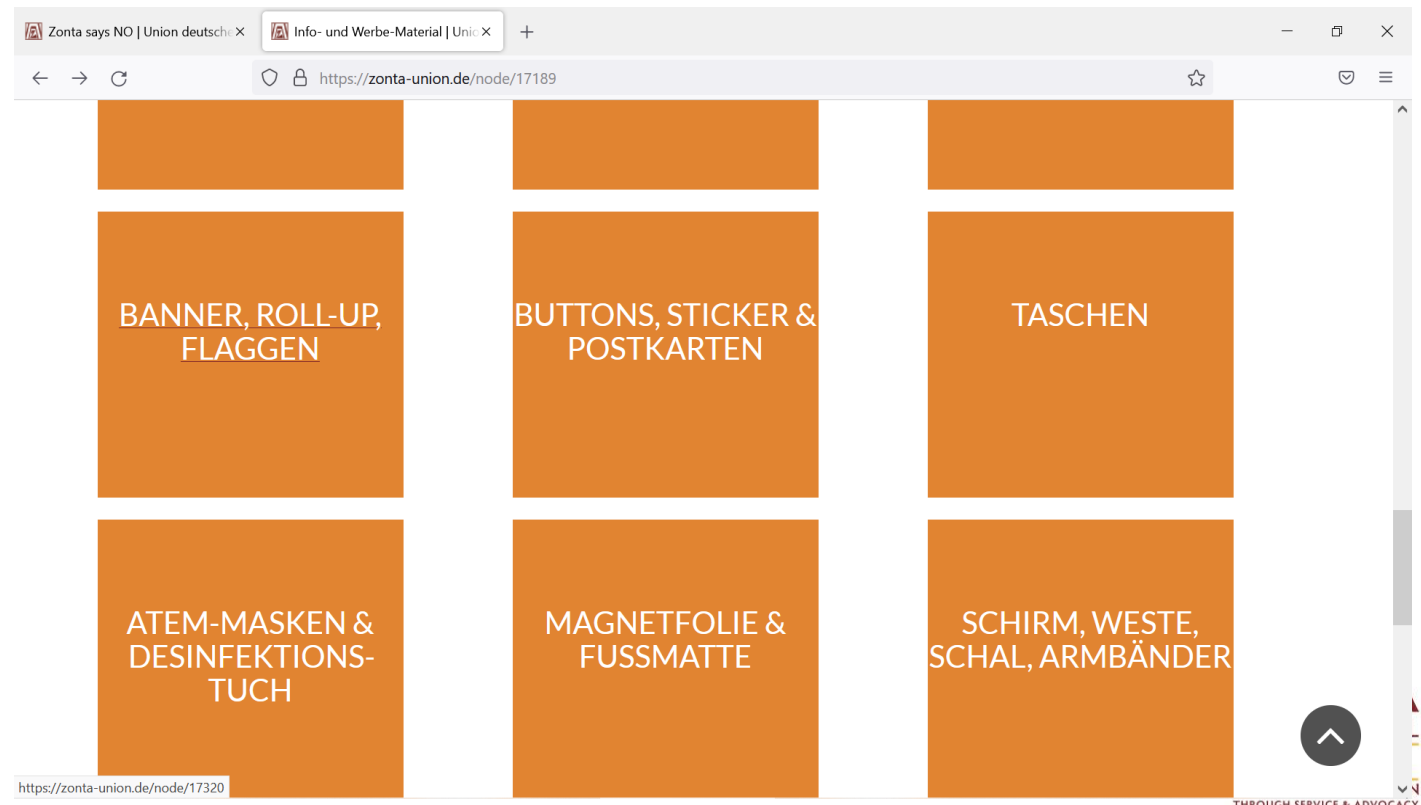 Zonta says NO | Union deutsche
Info- und Werbe-Material | Unio
https://zonta-union.de/node/17189
BANNER, ROLL-UP,
FLAGGEN
BUTTONS, STICKER &
POSTKARTEN
TASCHEN
ATEM-MASKEN &
DESINFEKTIONS-
TUCH
MAGNETFOLIE &
FUSSMATTE
SCHIRM, WESTE,
SCHAL, ARMBÄNDER
https://zonta-union.de/node/17320
THROUGH SERVICE & ADVOCACY